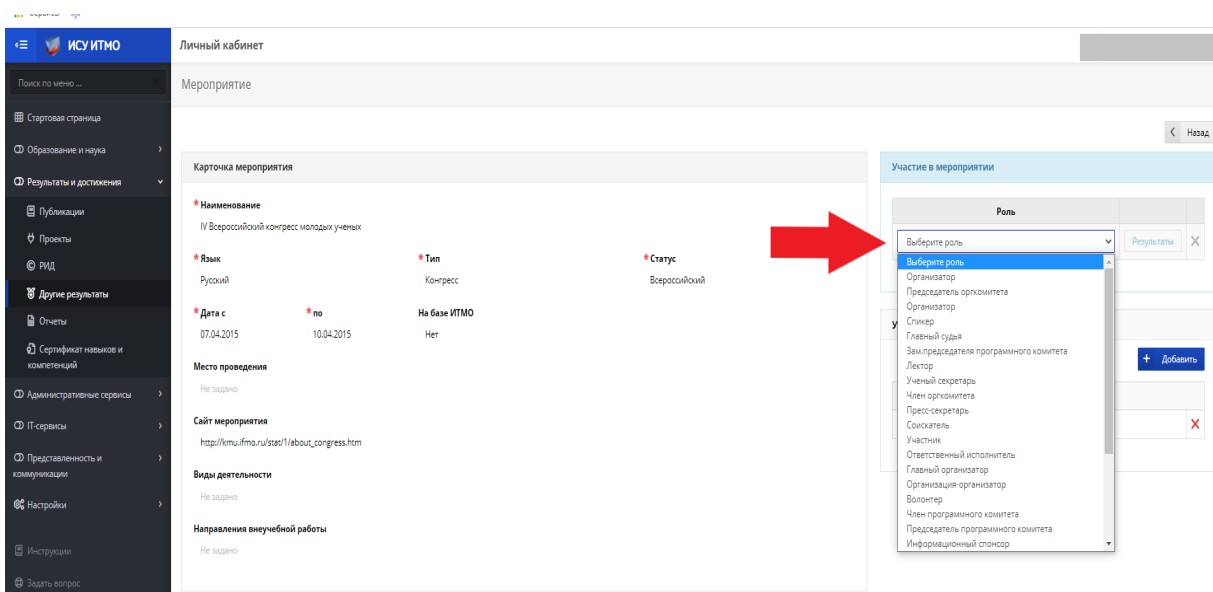 ИСУ ИТМО
Личный кабинет
Поиск по меню ...
Мероприятие
Стартовая страница
Образование и наука
Результаты и достижения
Публикации
Проекты
РИД
Другие результаты
Отчеты
Сертификат навыков и
компетенций
Административные сервисы
IT-сервисы
Представленность и
коммуникации
Настройки
Инструкции
Задать вопрос
Назад
Карточка мероприятия
* Наименование
IV Всероссийский конгресс молодых ученых
* Язык * Тип * Статус
Русский Конгресс Всероссийский
* Дата с * по На базе ИТМО
07.04.2015 10.04.2015 Нет
Место проведения
Не задано
Сайт мероприятия
http://kmu.ifmo.ru/stat/1/about_congress.htm
Виды деятельности
Не задано
Направления внеучебной работы
Не задано
Участие в мероприятии
Роль
Выберите роль Результаты
Выберите роль
Организатор
Председатель оргкомитета
Организатор
Спикер
Главный судья
Зам.председателя программного комитета
Лектор
Ученый секретарь
Член оргкомитета
Пресс-секретарь
Соискатель
Участник
Ответственный исполнитель
Главный организатор
Организация-организатор
Волонтер
Член программного комитета
Председатель программного комитета
Информационный спонсор
+ Добавить